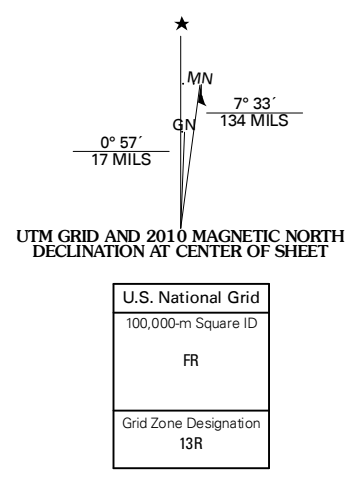 ★
MN
GN
7° 33´
134 MILS
0° 57´
17 MILS
UTM GRID AND 2010 MAGNETIC NORTH
DECLINATION AT CENTER OF SHEET
U.S. National Grid
100,000-m Square ID
FR
Grid Zone Designation
13R